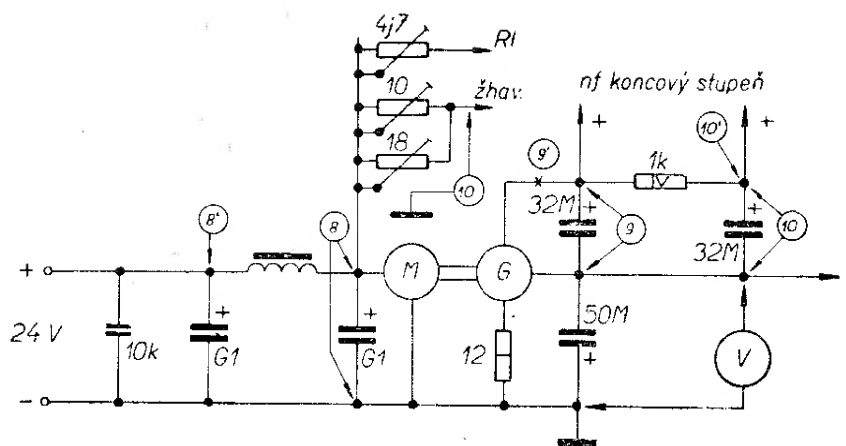 4j7
RI
10
žhav.
18
10
nf koncový stupeň
+
+
10'
9'
1k
32M +
9
+
32M
10
8'
8
M
G
+
24 V
10k
+
G1
+
G1
12
50M
+
V
-